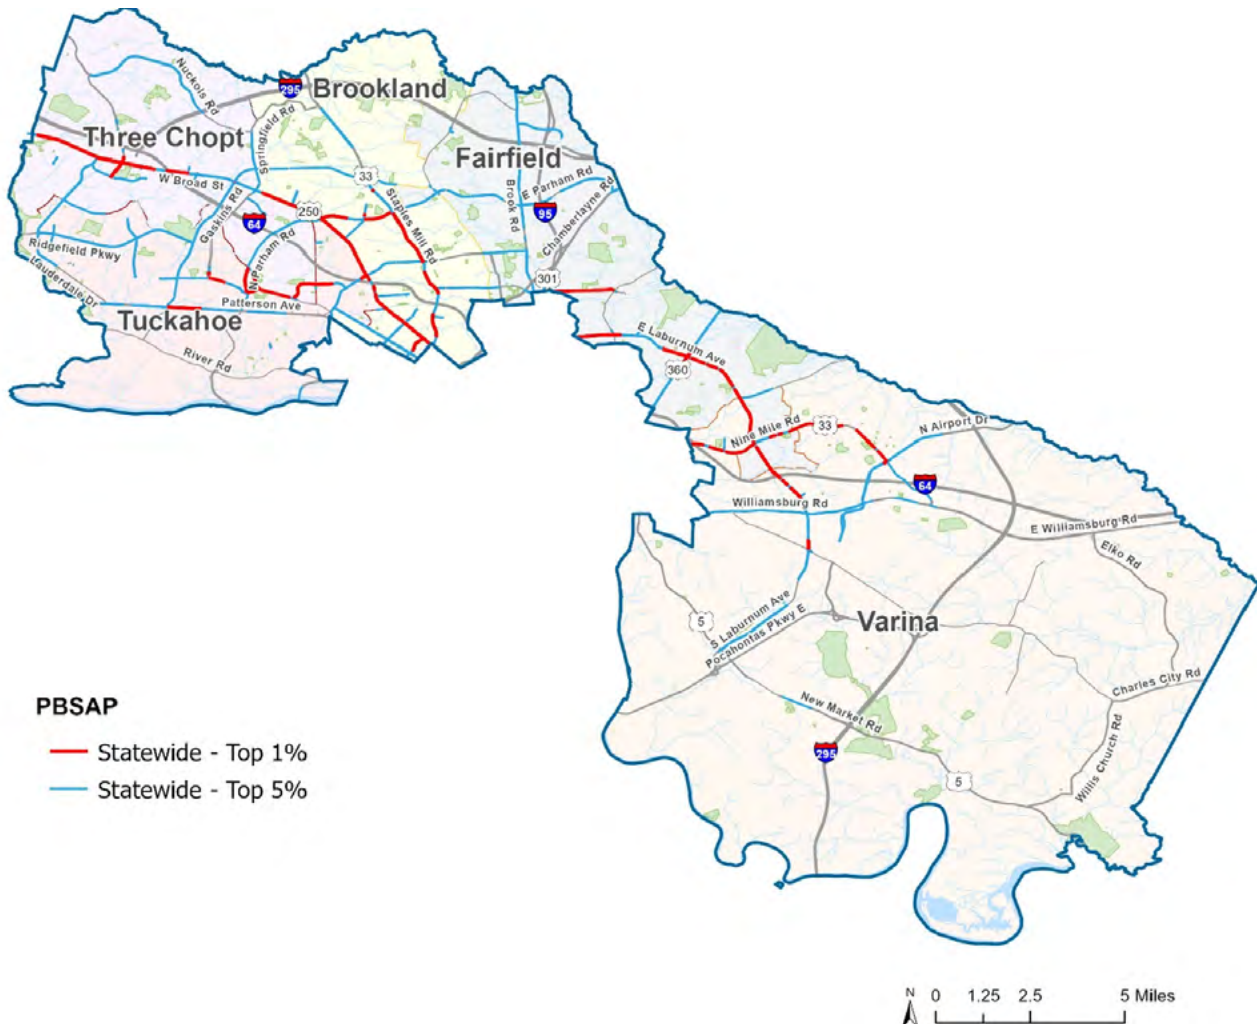 Nuckols Rd
295
Brookland
Springfield Rd
Three Chopt
Fairfield
33
W Broad St
Staples Mill Rd
Brook Rd
E Parham Rd
95
Chamberlayne Rd
Gaskins Rd
250
64
N Parham Rd
Ridgefield Pkwy
Lauderdale Dr
301
Patterson Ave
Tuckahoe
River Rd
E Laburnum Ave
360
Nine Mile Rd
33
N Airport Dr
64
Williamsburg Rd
E Williamsburg Rd
Elko Rd
5
S Laburnum Ave
Pocahontas Pkwy E
Varina
Charles City Rd
New Market Rd
Willis Church Rd
295
5
PBSAP
Statewide - Top 1%
Statewide - Top 5%
N
0 1.25 2.5 5 Miles